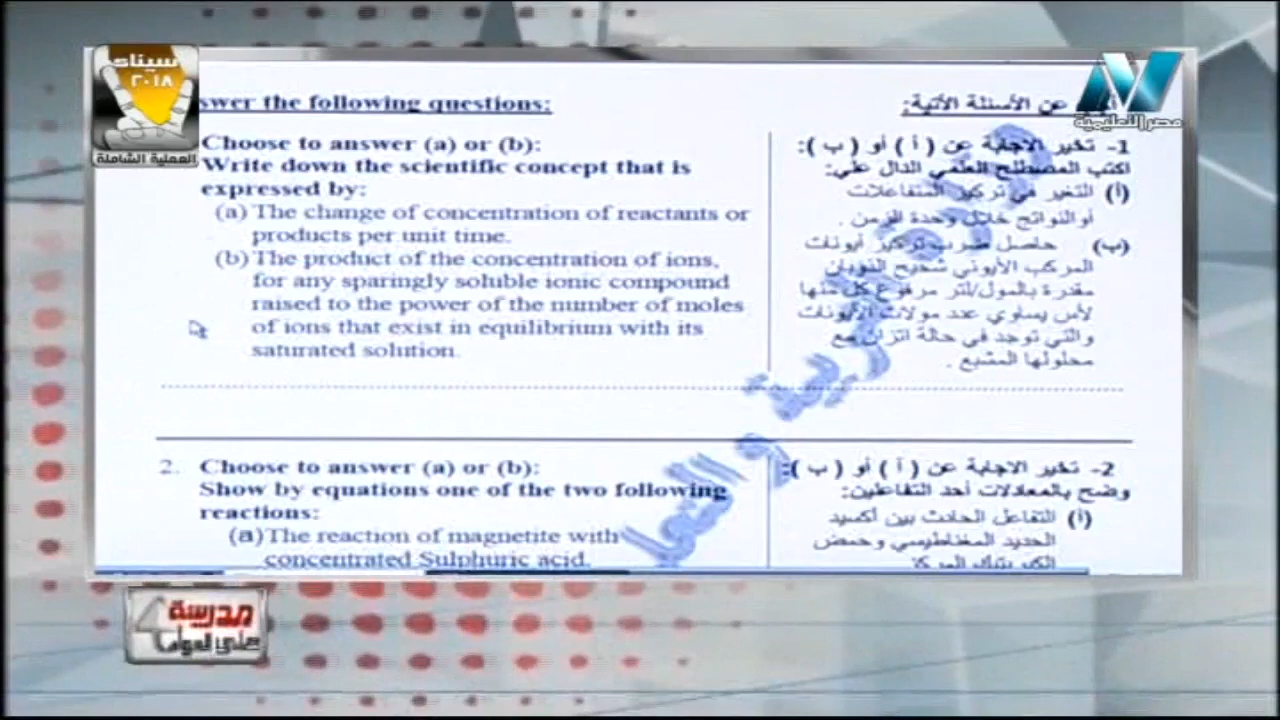 سيناء
٢٠١٨
العملية الشاملة
مصر التعليمية
swer the following questions:
Choose to answer (a) or (b):
Write down the scientific concept that is
expressed by:
(a) The change of concentration of reactants or
products per unit time.
(b) The product of the concentration of ions,
for any sparingly soluble ionic compound
raised to the power of the number of moles
of ions that exist in equilibrium with its
saturated solution.
عن الأسئلة الآتية:
1- تخير الإجابة عن ( أ ) أو ( ب ):
اكتب المصطلح العلمي الدال علي:
(أ) التغير في تركيز المتفاعلات
أو النواتج خلال وحدة الزمن .
(ب) حاصل ضرب تركيز أيونات
المركب الأيوني شحيح الذوبان
مقدرة بالمول/لتر مرفوع كل منها
لأس يساوي عدد مولات الأيونات
والتي توجد في حالة اتزان مع
محلولها المشبع .
2. Choose to answer (a) or (b):
Show by equations one of the two following
reactions:
(a) The reaction of magnetite with
concentrated Sulphuric acid.
2- تخير الإجابة عن ( أ ) أو ( ب ):
وضح بالمعادلات أحد التفاعلين:
(أ) التفاعل الحادث بين أكسيد
الحديد المغناطيسي وحمض
الكبريتيك المركز
مدرسة
على الهواء